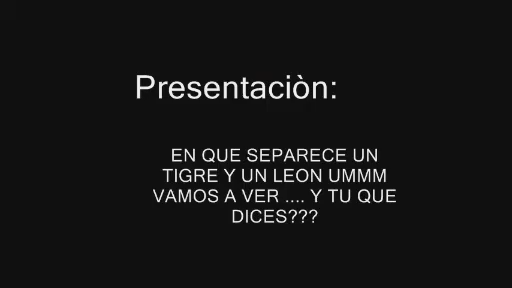 Presentaciòn:
EN QUE SEPARECE UN
TIGRE Y UN LEON UMMM
VAMOS A VER .... Y TU QUE
DICES???